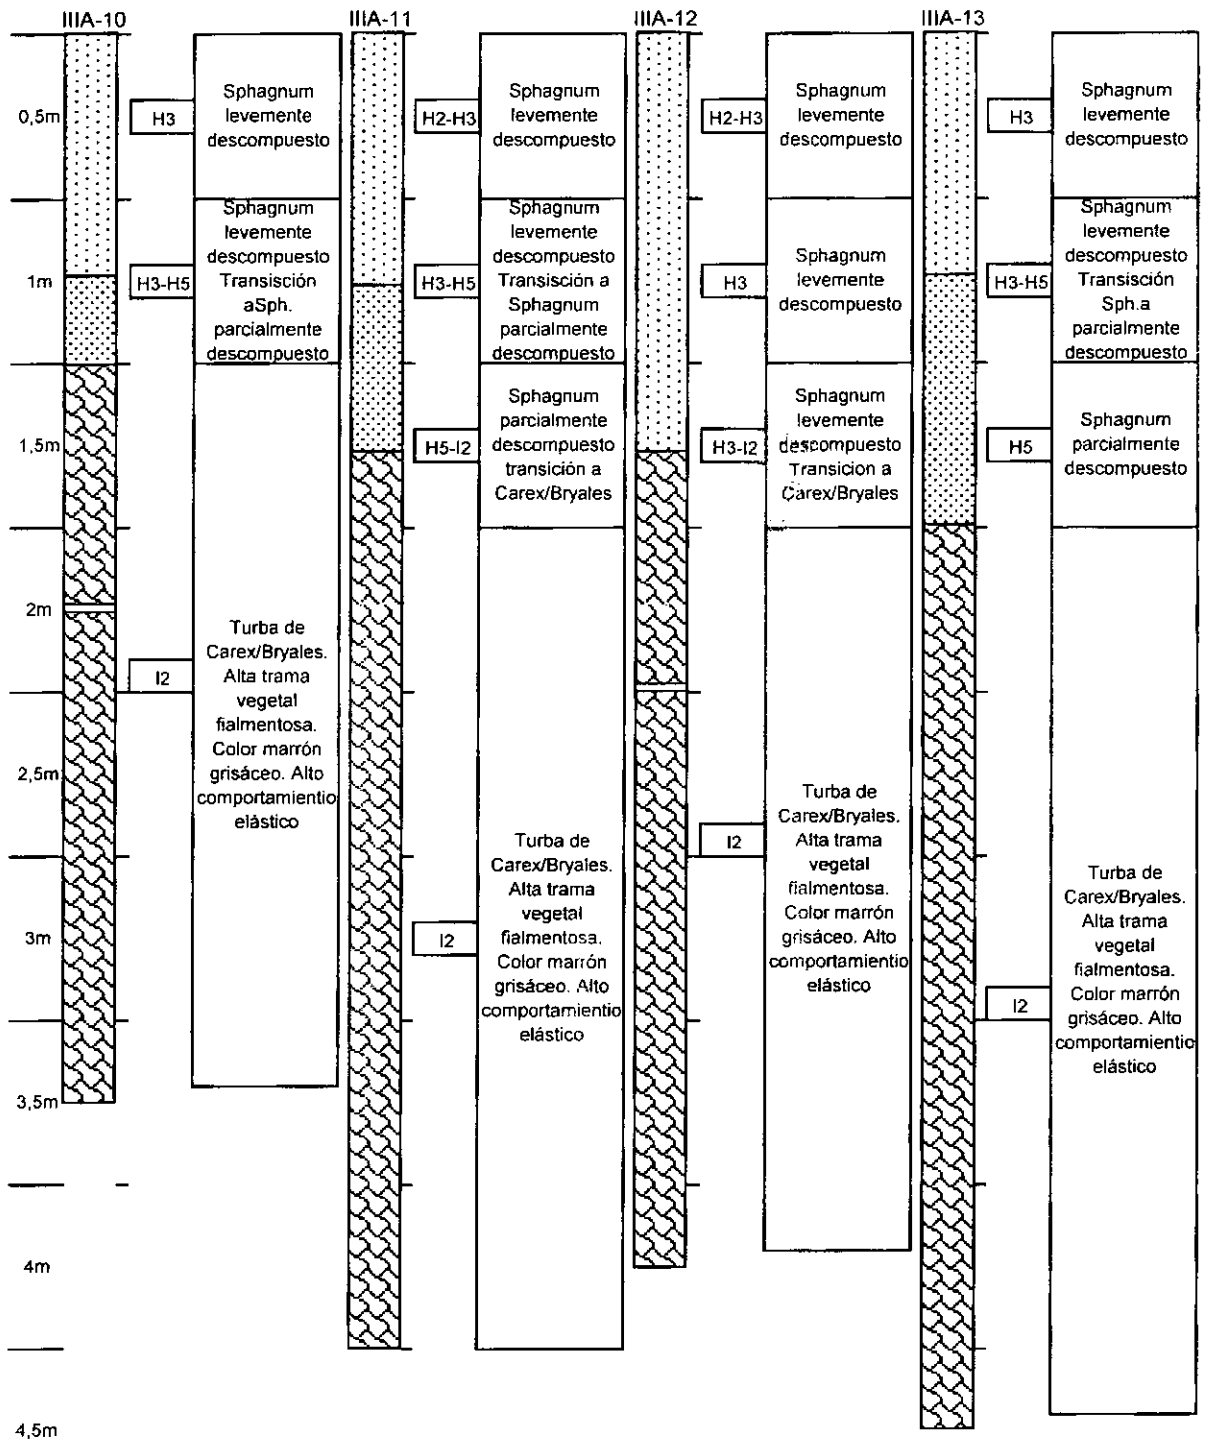 IIIA-10
IIIA-11
IIIA-12
IIIA-13
0,5m
1m
1,5m
2m
2,5m
3m
3,5m
4m
4,5m
H3
Sphagnum
levemente
descompuesto
H3-H5
Sphagnum
levemente
descompuesto
Transisción
aSph.
parcialmente
descompuesto
I2
Turba de
Carex/Bryales.
Alta trama
vegetal
fialmentosa.
Color marrón
grisáceo. Alto
comportamientio
elástico
H2-H3
Sphagnum
levemente
descompuesto
H3-H5
Sphagnum
levemente
descompuesto
Transisción a
Sphagnum
parcialmente
descompuesto
H5-I2
Sphagnum
parcialmente
descompuesto
transición a
Carex/Bryales
I2
Turba de
Carex/Bryales.
Alta trama
vegetal
fialmentosa.
Color marrón
grisáceo. Alto
comportamientio
elástico
H2-H3
Sphagnum
levemente
descompuesto
H3
Sphagnum
levemente
descompuesto
H3-I2
Sphagnum
levemente
descompuesto
Transicion a
Carex/Bryales
I2
Turba de
Carex/Bryales.
Alta trama
vegetal
fialmentosa.
Color marrón
grisáceo. Alto
comportamientio
elástico
H3
Sphagnum
levemente
descompuesto
H3-H5
Sphagnum
levemente
descompuesto
Transisción
Sph.a
parcialmente
descompuesto
H5
Sphagnum
parcialmente
descompuesto
I2
Turba de
Carex/Bryales.
Alta trama
vegetal
fialmentosa.
Color marrón
grisáceo. Alto
comportamientio
elástico